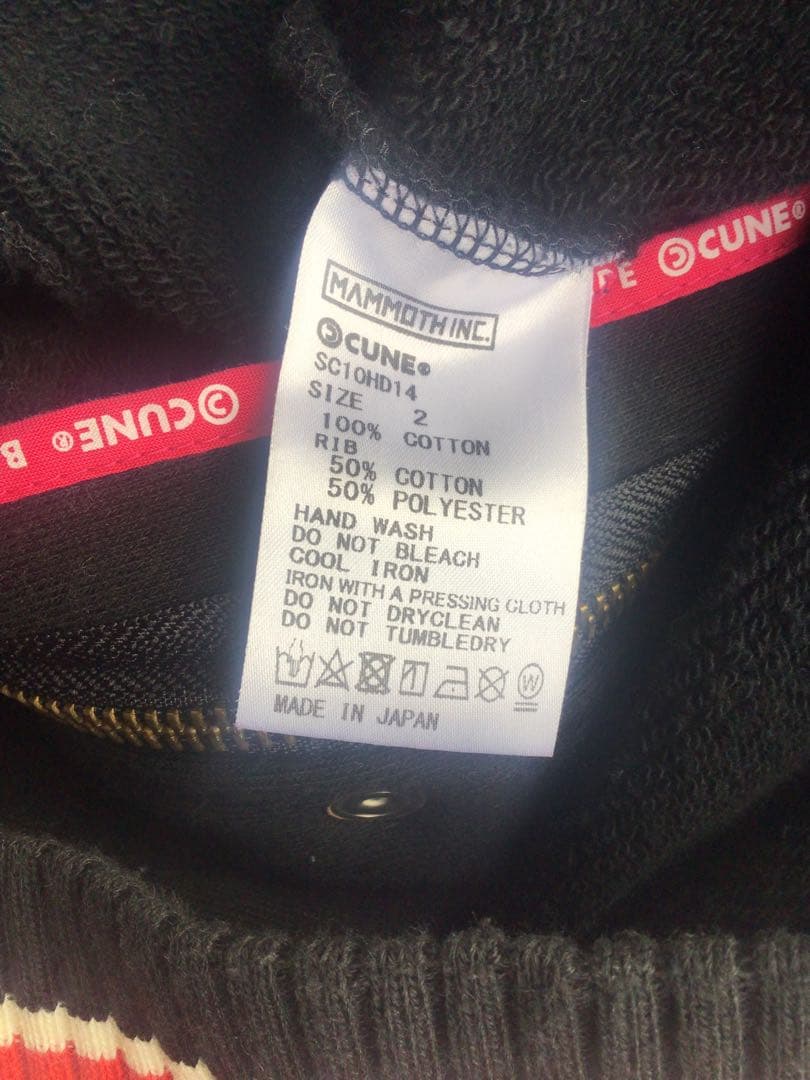 MAMMOTH INC.
CUNE®
SC10HD14
SIZE 2
100% COTTON
RIB
50% COTTON
50% POLYESTER
HAND WASH
DO NOT BLEACH
COOL IRON
IRON WITH A PRESSING CLOTH
DO NOT DRYCLEAN
DO NOT TUMBLEDRY
W
MADE IN JAPAN
CUNE®
CUNE® B